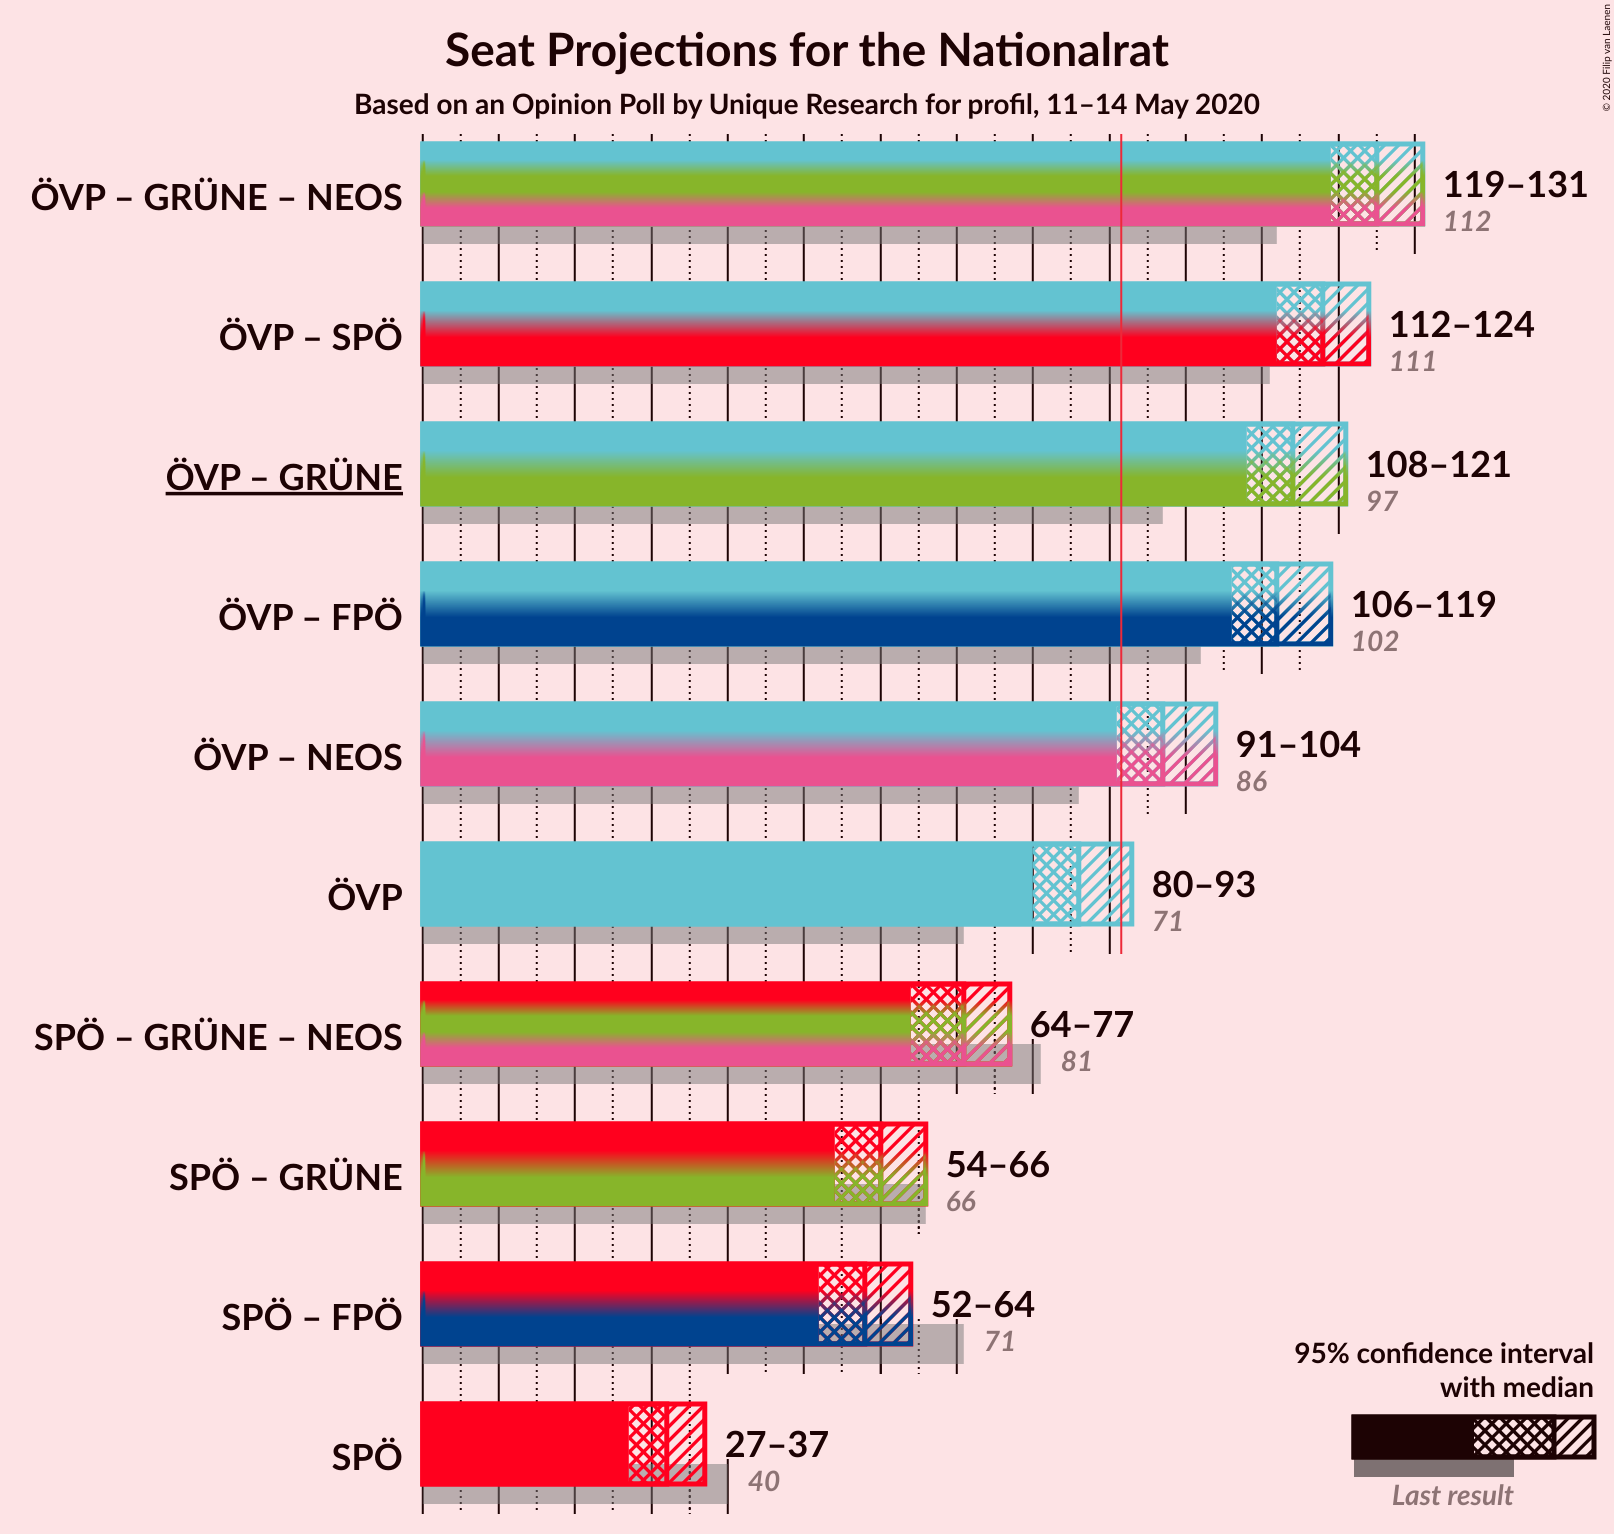 Seat Projections for the Nationalrat
Based on an Opinion Poll by Unique Research for profil, 11–14 May 2020
© 2020 Filip van Laenen
ÖVP – GRÜNE – NEOS
119–131
112
ÖVP – SPÖ
112–124
111
ÖVP – GRÜNE
108–121
97
ÖVP – FPÖ
106–119
102
ÖVP – NEOS
91–104
86
ÖVP
80–93
71
SPÖ – GRÜNE – NEOS
64–77
81
SPÖ – GRÜNE
54–66
66
SPÖ – FPÖ
52–64
71
SPÖ
27–37
40
95% confidence interval
with median
Last result